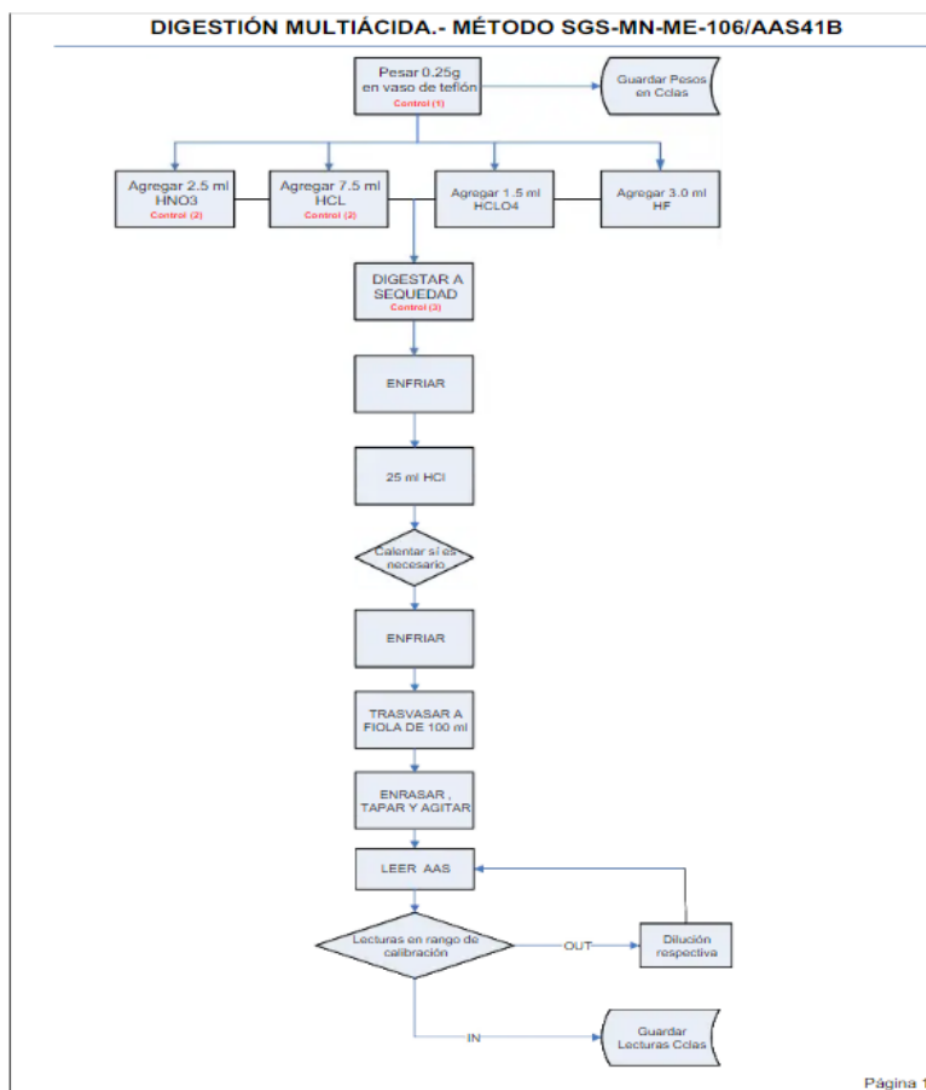 DIGESTIÓN MULTIÁCIDA.- MÉTODO SGS-MN-ME-106/AAS41B
Pesar 0.25g
en vaso de teflón
Control (1)
Guardar Pesos
en Cclas
Agregar 2.5 ml
HNO3
Control (2)
Agregar 7.5 ml
HCL
Control (2)
Agregar 1.5 ml
HCLO4
Agregar 3.0 ml
HF
DIGESTAR A
SEQUEDAD
Control (3)
ENFRIAR
25 ml HCl
Calentar sí es
necesario
ENFRIAR
TRASVASAR A
FIOLA DE 100 ml
ENRASAR ,
TAPAR Y AGITAR
LEER AAS
Lecturas en rango de
calibración
OUT
Dilución
respectiva
IN
Guardar
Lecturas Cclas
Página 1